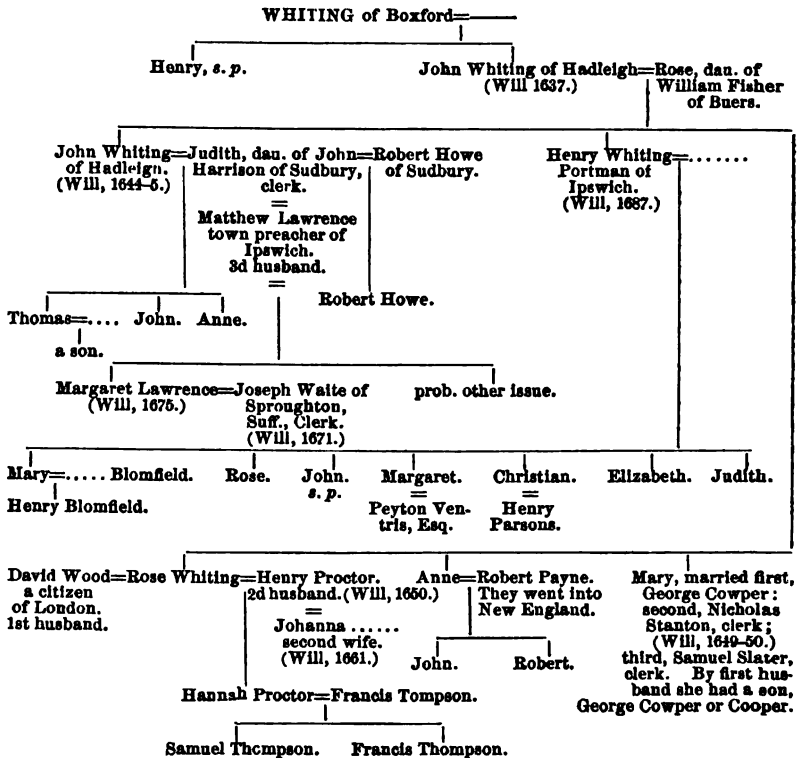 WHITING of Boxford=
Henry, s. p.
John Whiting of Hadleigh=Rose, dau. of
(Will 1637.) William Fisher
of Buers.
John Whiting=Judith, dau. of John=Robert Howe
of Hadleigh. Harrison of Sudbury, of Sudbury.
(Will, 1644-5.) clerk.
=
Matthew Lawrence
town preacher of
Ipswich.
3d husband.
=
Henry Whiting=.......
Portman of
Ipswich.
(Will, 1687.)
Robert Howe.
Thomas=.... John. Anne.
a son.
Margaret Lawrence=Joseph Waite of prob. other issue.
(Will, 1675.) Sproughton,
Suff., Clerk.
(Will, 1671.)
Mary=..... Blomfield. Rose. John. Margaret. Christian. Elizabeth. Judith.
s. p. = =
Henry Blomfield. Peyton Ven- Henry
tris, Esq. Parsons.
David Wood=Rose Whiting=Henry Proctor.
a citizen 2d husband. (Will, 1650.)
of London. =
1st husband. Johanna ......
second wife.
(Will, 1661.)
Anne=Robert Payne.
They went into
New England.
John. Robert.
Mary, married first,
George Cowper:
second, Nicholas
Stanton, clerk;
(Will, 1649-50.)
third, Samuel Slater,
clerk. By first hus-
band she had a son,
George Cowper or Cooper.
Hannah Proctor=Francis Tompson.
Samuel Thompson. Francis Thompson.